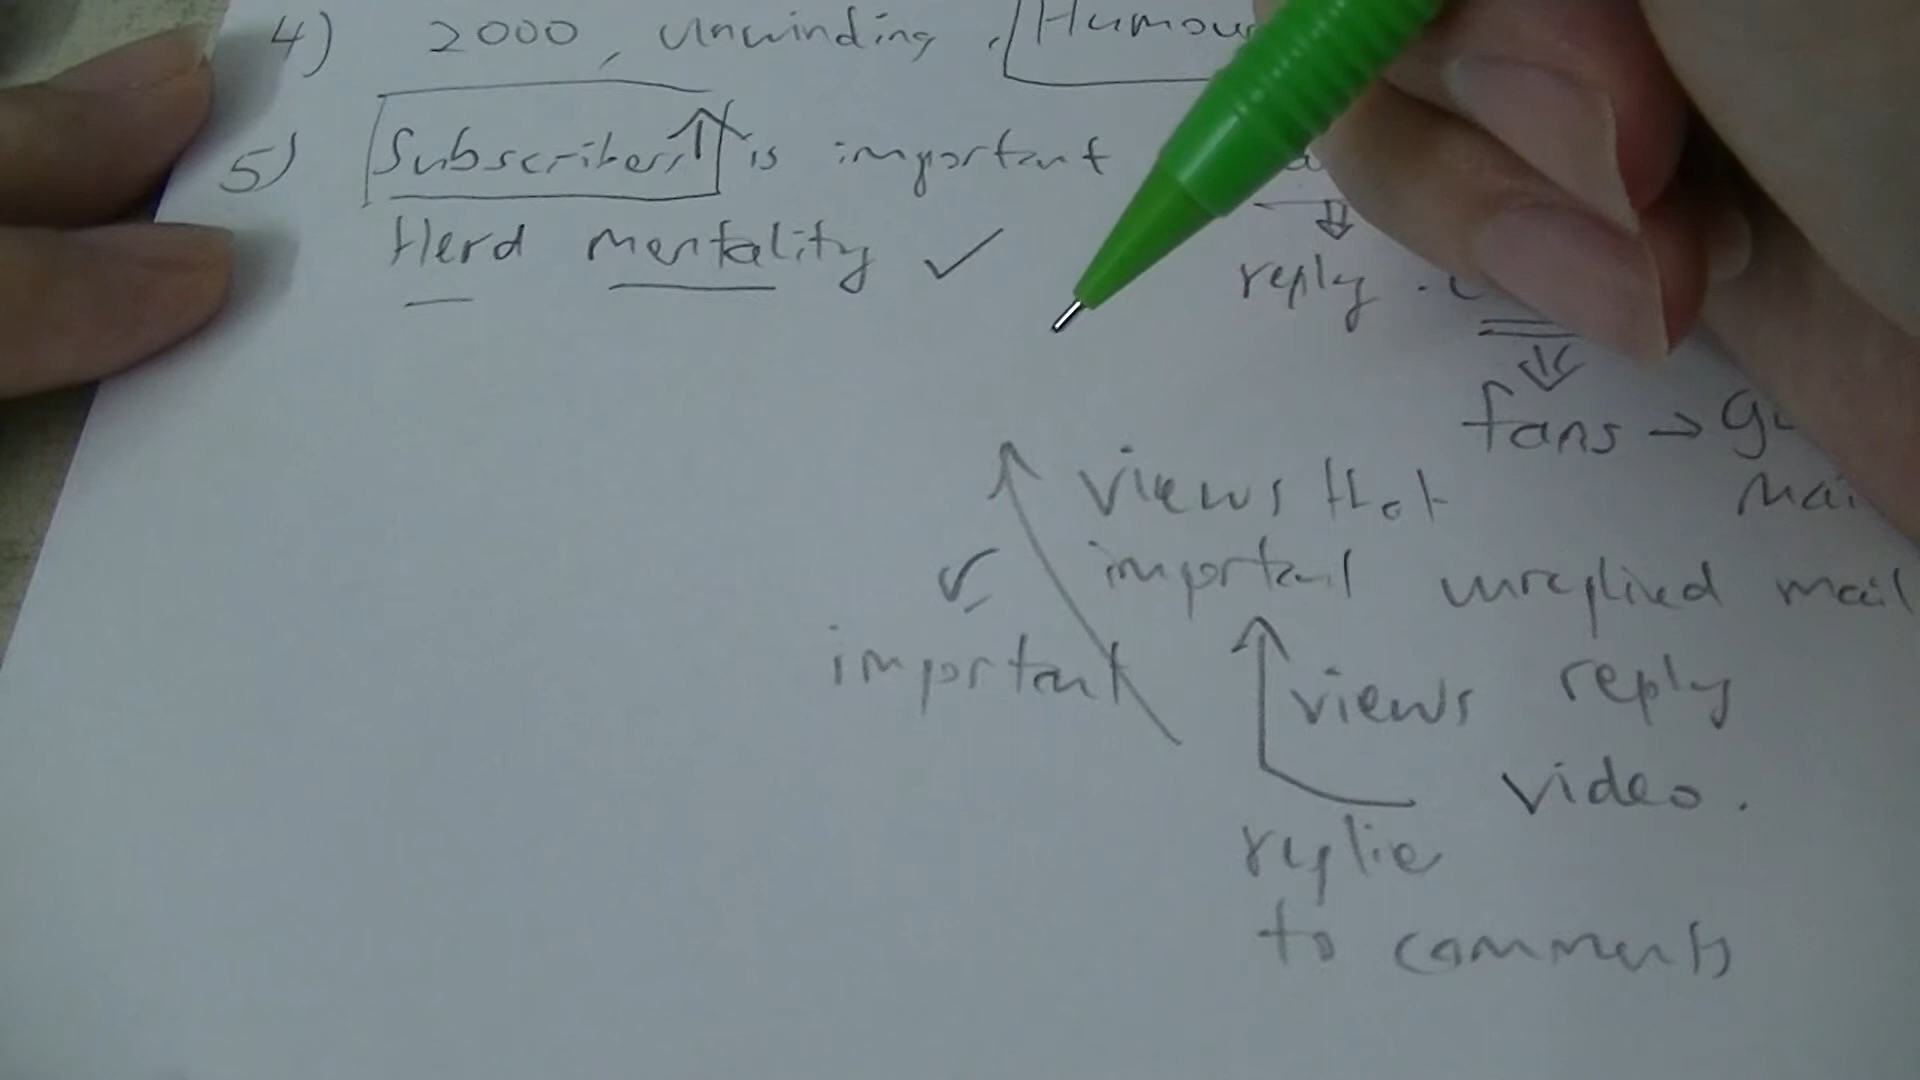 4) 2000, unwinding, Humou
5) Subscribers is important
Herd mentality
reply.
fans → 
views that
important unreplied mail
important
views reply
video.
replie
to comments